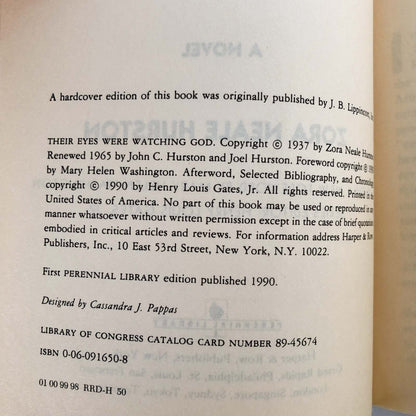 A hardcover edition of this book was originally published by J. B. Lippincott,
THEIR EYES WERE WATCHING GOD. Copyright © 1937 by Zora Neale
Renewed 1965 by John C. Hurston and Joel Hurston. Foreword copyright ©
by Mary Helen Washington. Afterword, Selected Bibliography, and
© 1990 by Henry Louis Gates, Jr. All rights reserved. Printed in the
United States of America. No part of this book may be used or reproduced in
manner whatsoever without written permission except in the case of brief
embodied in critical articles and reviews. For information address Harper & Row
Publishers, Inc., 10 East 53rd Street, New York, N.Y. 10022.
First PERENNIAL LIBRARY edition published 1990.
Designed by Cassandra J. Pappas
LIBRARY OF CONGRESS CATALOG CARD NUMBER 89-45674
ISBN 0-06-091650-8
01 00 99 98 RRD-H 50